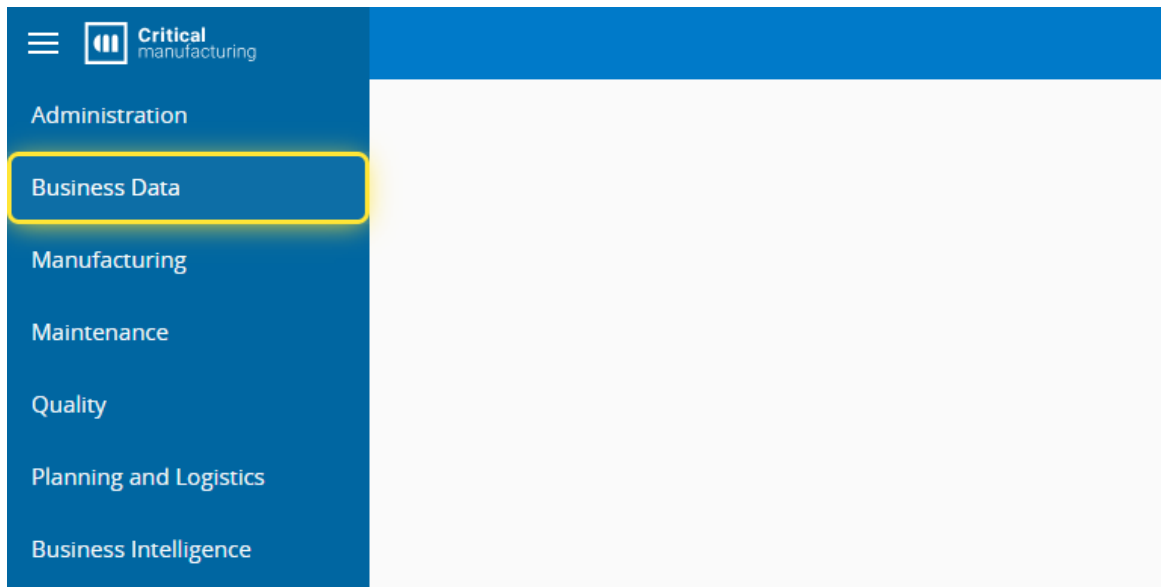 Critical
manufacturing
Administration
Business Data
Manufacturing
Maintenance
Quality
Planning and Logistics
Business Intelligence